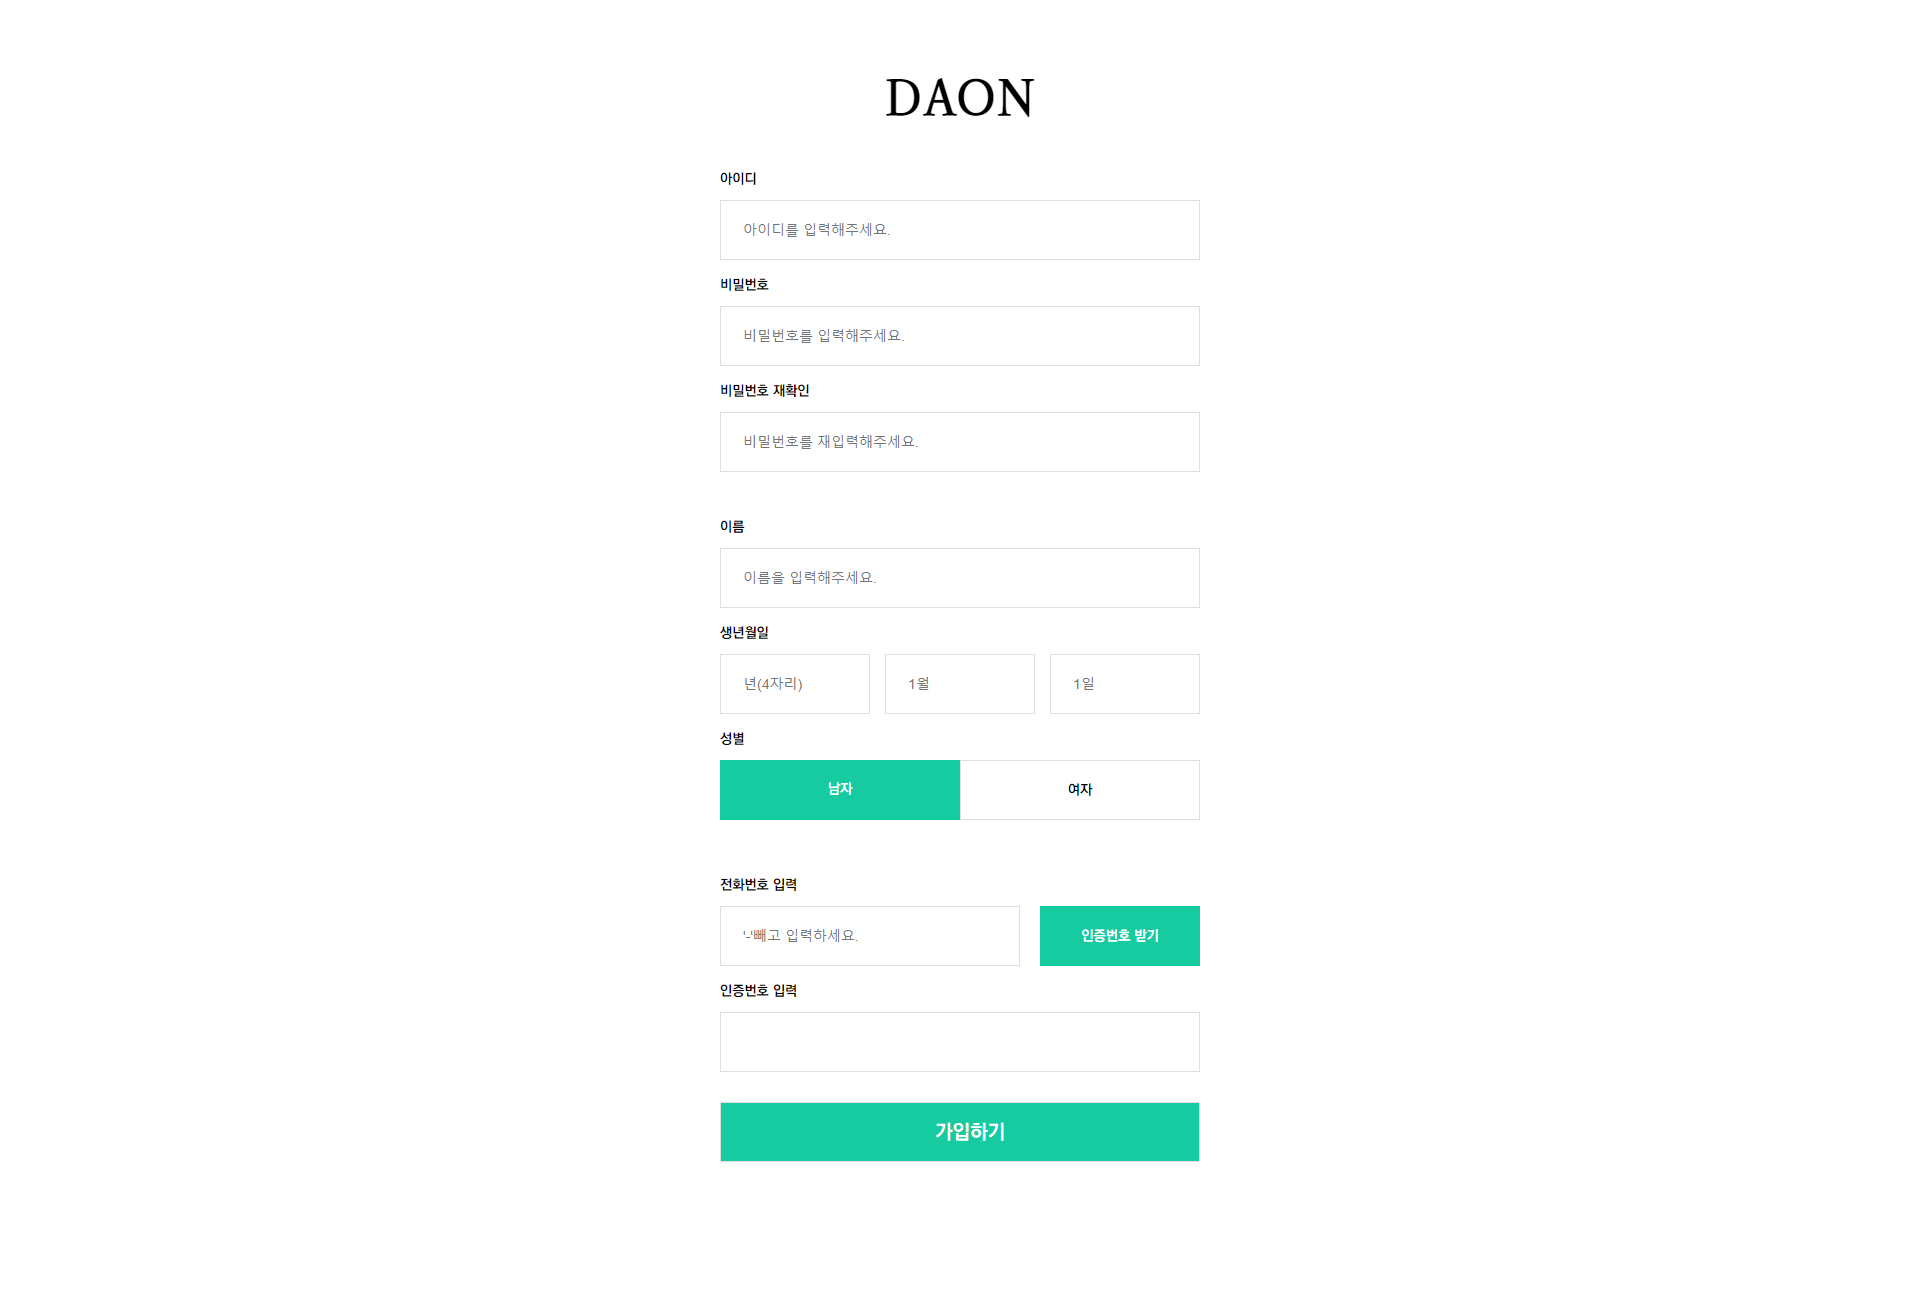 DAON
아이디
아이디를 입력해주세요.
비밀번호
비밀번호를 입력해주세요.
비밀번호 재확인
비밀번호를 재입력해주세요.
이름
이름을 입력해주세요.
생년월일
년(4자리) 1월 1일
성별
남자 여자
전화번호 입력
'-'빼고 입력하세요. 인증번호 받기
인증번호 입력
가입하기